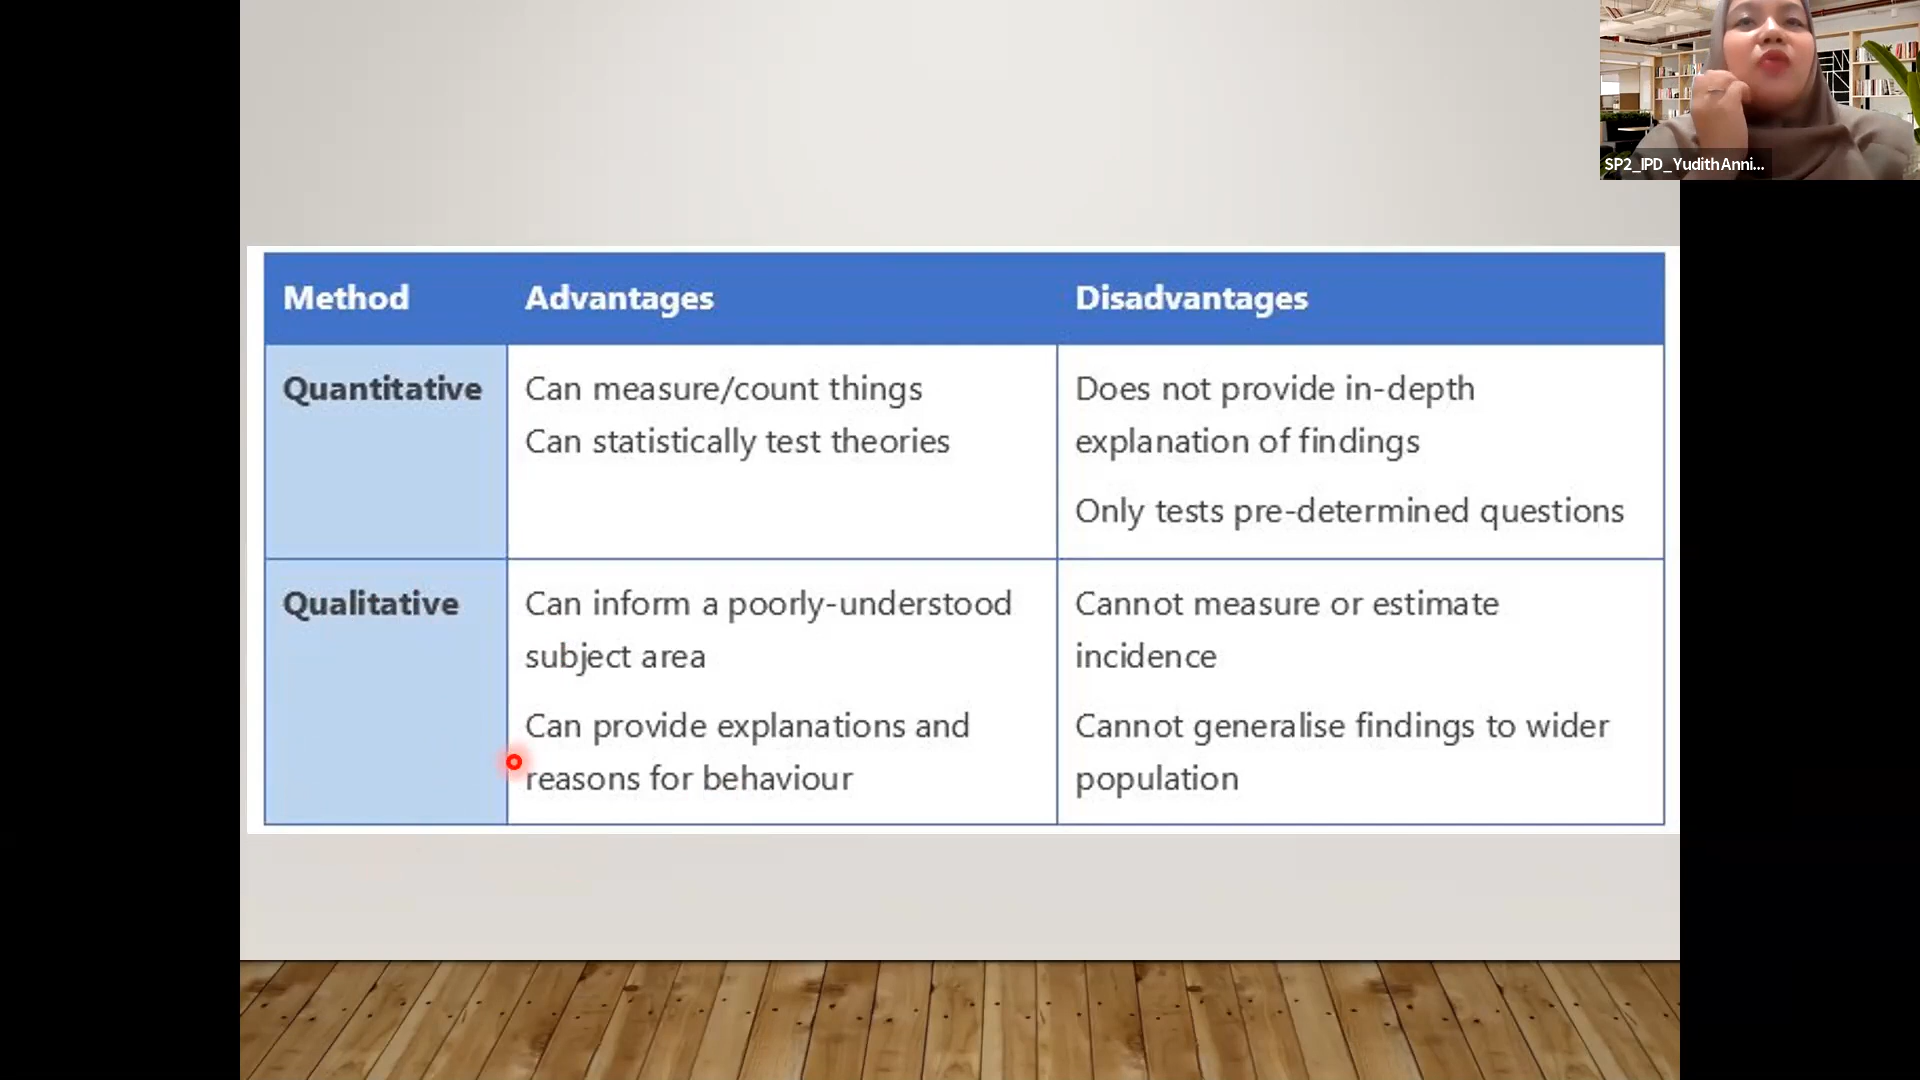 SP2_IPD_YudithAnni...
Method Advantages Disadvantages
Quantitative
Can measure/count things
Can statistically test theories
Does not provide in-depth
explanation of findings
Only tests pre-determined questions
Qualitative
Can inform a poorly-understood
subject area
Can provide explanations and
reasons for behaviour
Cannot measure or estimate
incidence
Cannot generalise findings to wider
population